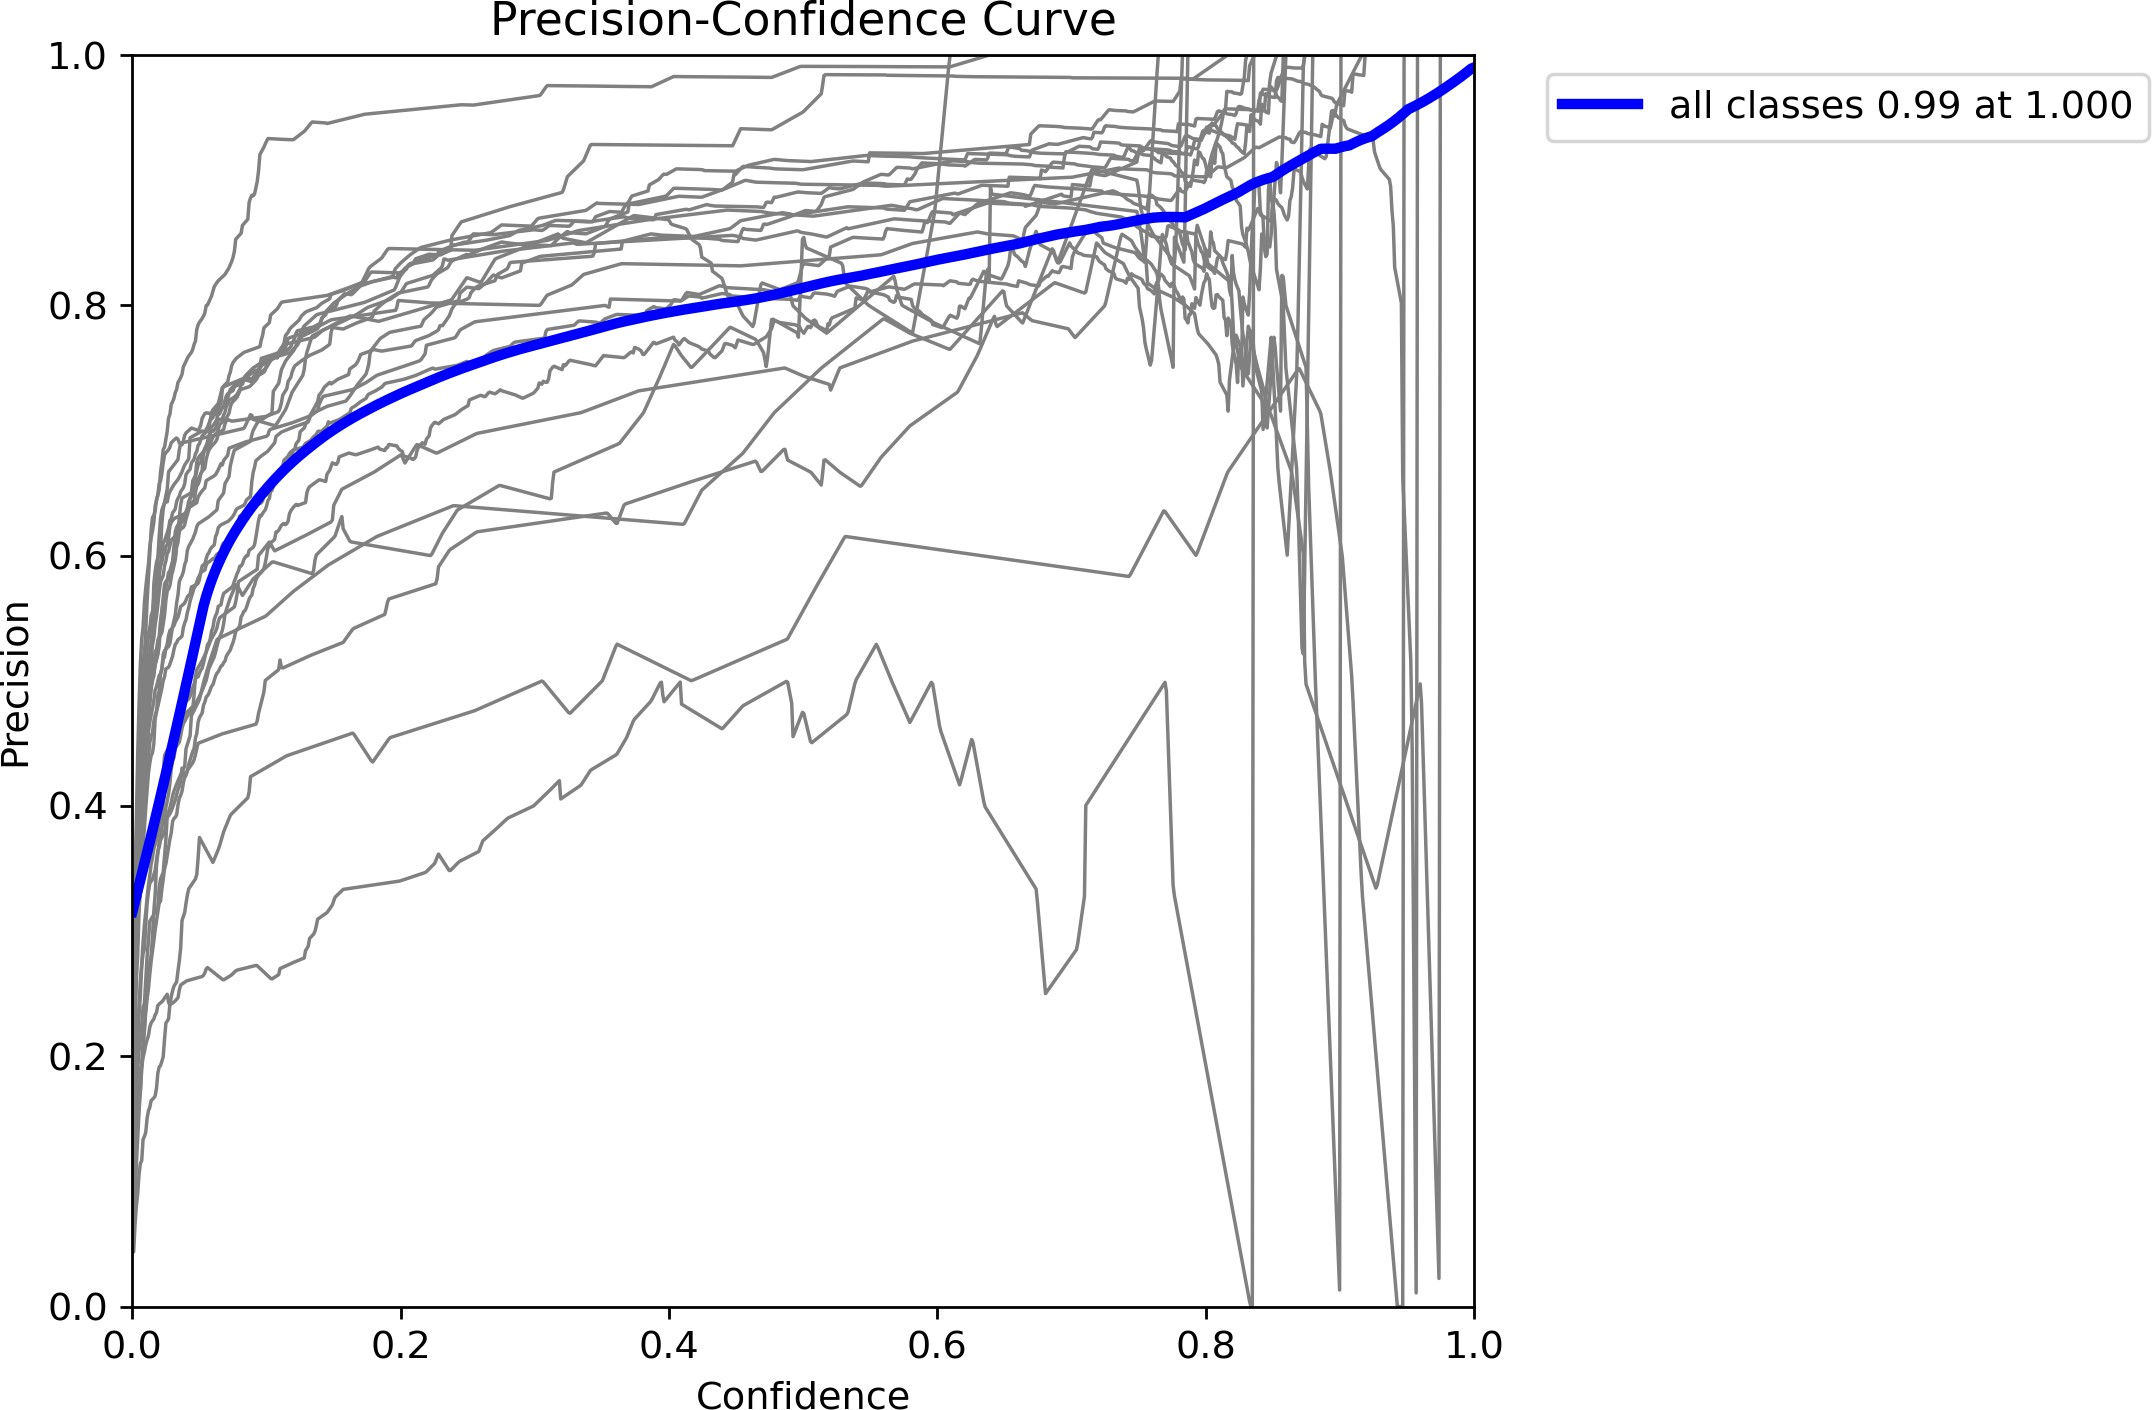 Precision-Confidence Curve
1.0
0.8
0.6
0.4
0.2
0.0
Precision
0.0 0.2 0.4 0.6 0.8 1.0
Confidence
all classes 0.99 at 1.000